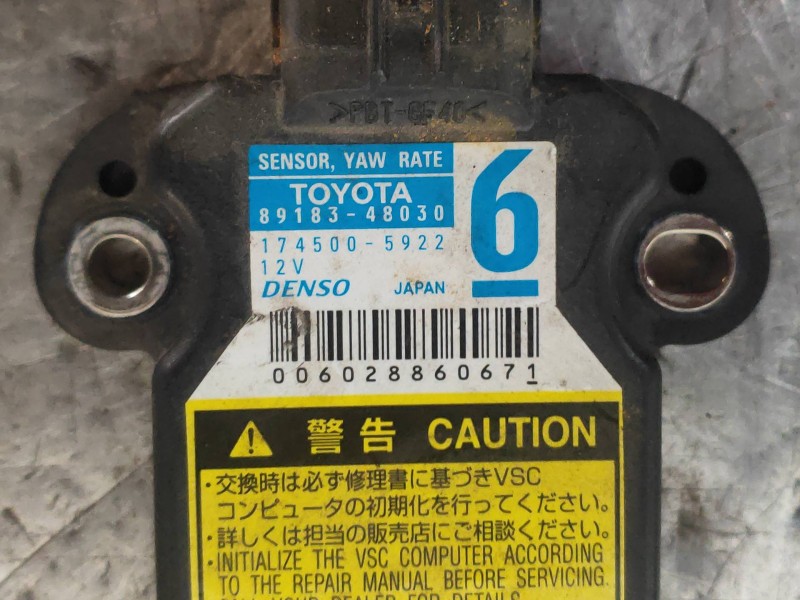 >PBT-GF40<
SENSOR, YAW RATE
TOYOTA
89183-48030
6
174500-5922
12V
DENSO JAPAN
006028860671
警告 CAUTION
・交換時は必ず修理書に基づきVSC
コンピュータの初期化を行ってください。
・詳しくは担当の販売店にご相談ください。
・INITIALIZE THE VSC COMPUTER ACCORDING
TO THE REPAIR MANUAL BEFORE SERVICING.
YOUR DEALER FOR DETAILS.